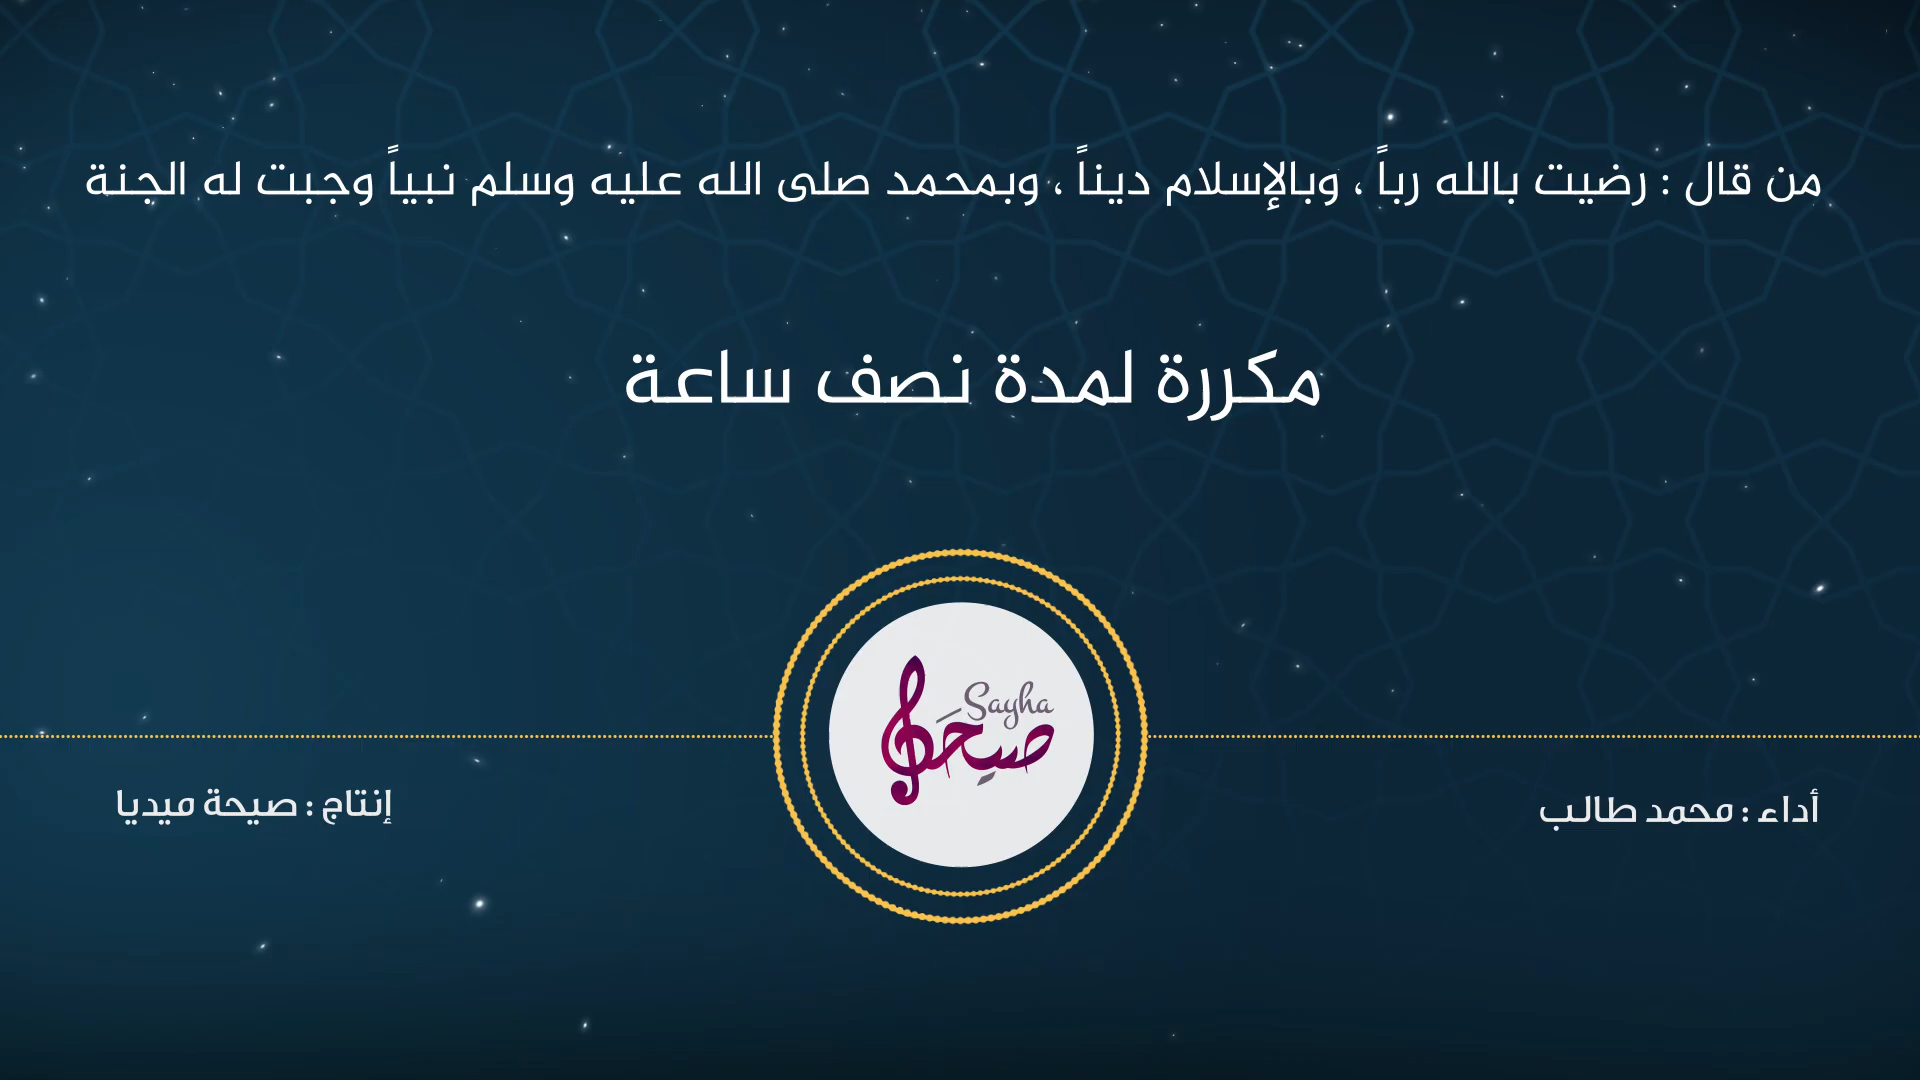 من قال : رضيت بالله رباً ، وبالإسلام ديناً ، وبمحمد صلى الله عليه وسلم نبياً وجبت له الجنة
مكررة لمدة نصف ساعة
Sayha
صيحة
أداء : محمد طالب
إنتاج : صيحة ميديا